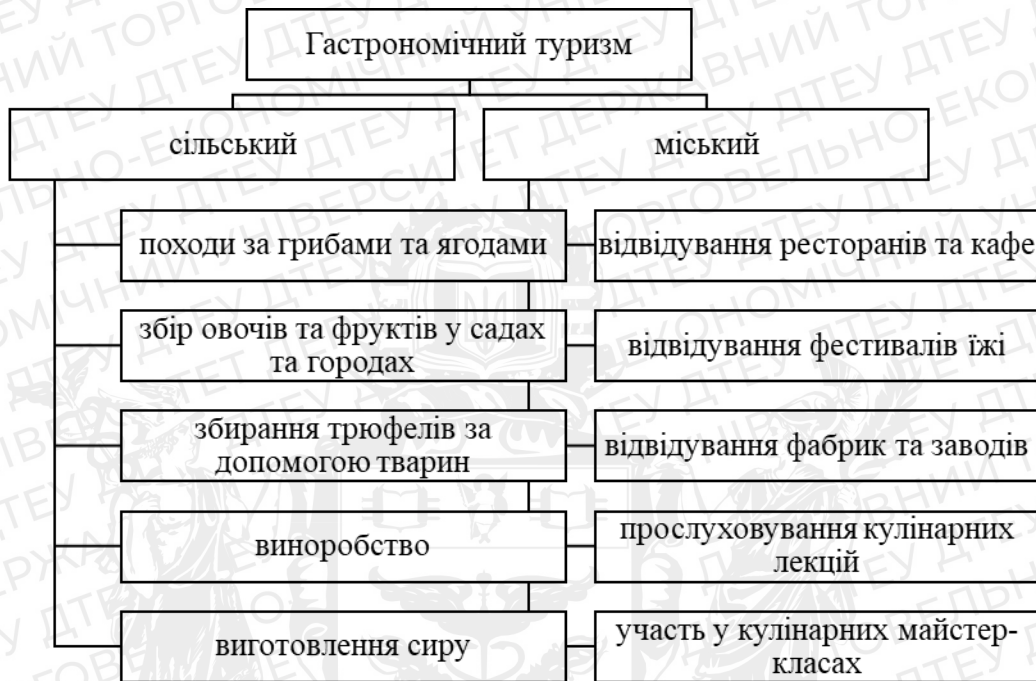 Гастрономічний туризм
сільський
міський
походи за грибами та ягодами
відвідування ресторанів та кафе
збір овочів та фруктів у садах
та городах
відвідування фестивалів їжі
збирання трюфелів за
допомогою тварин
відвідування фабрик та заводів
виноробство
прослуховування кулінарних
лекцій
виготовлення сиру
участь у кулінарних майстер-
класах